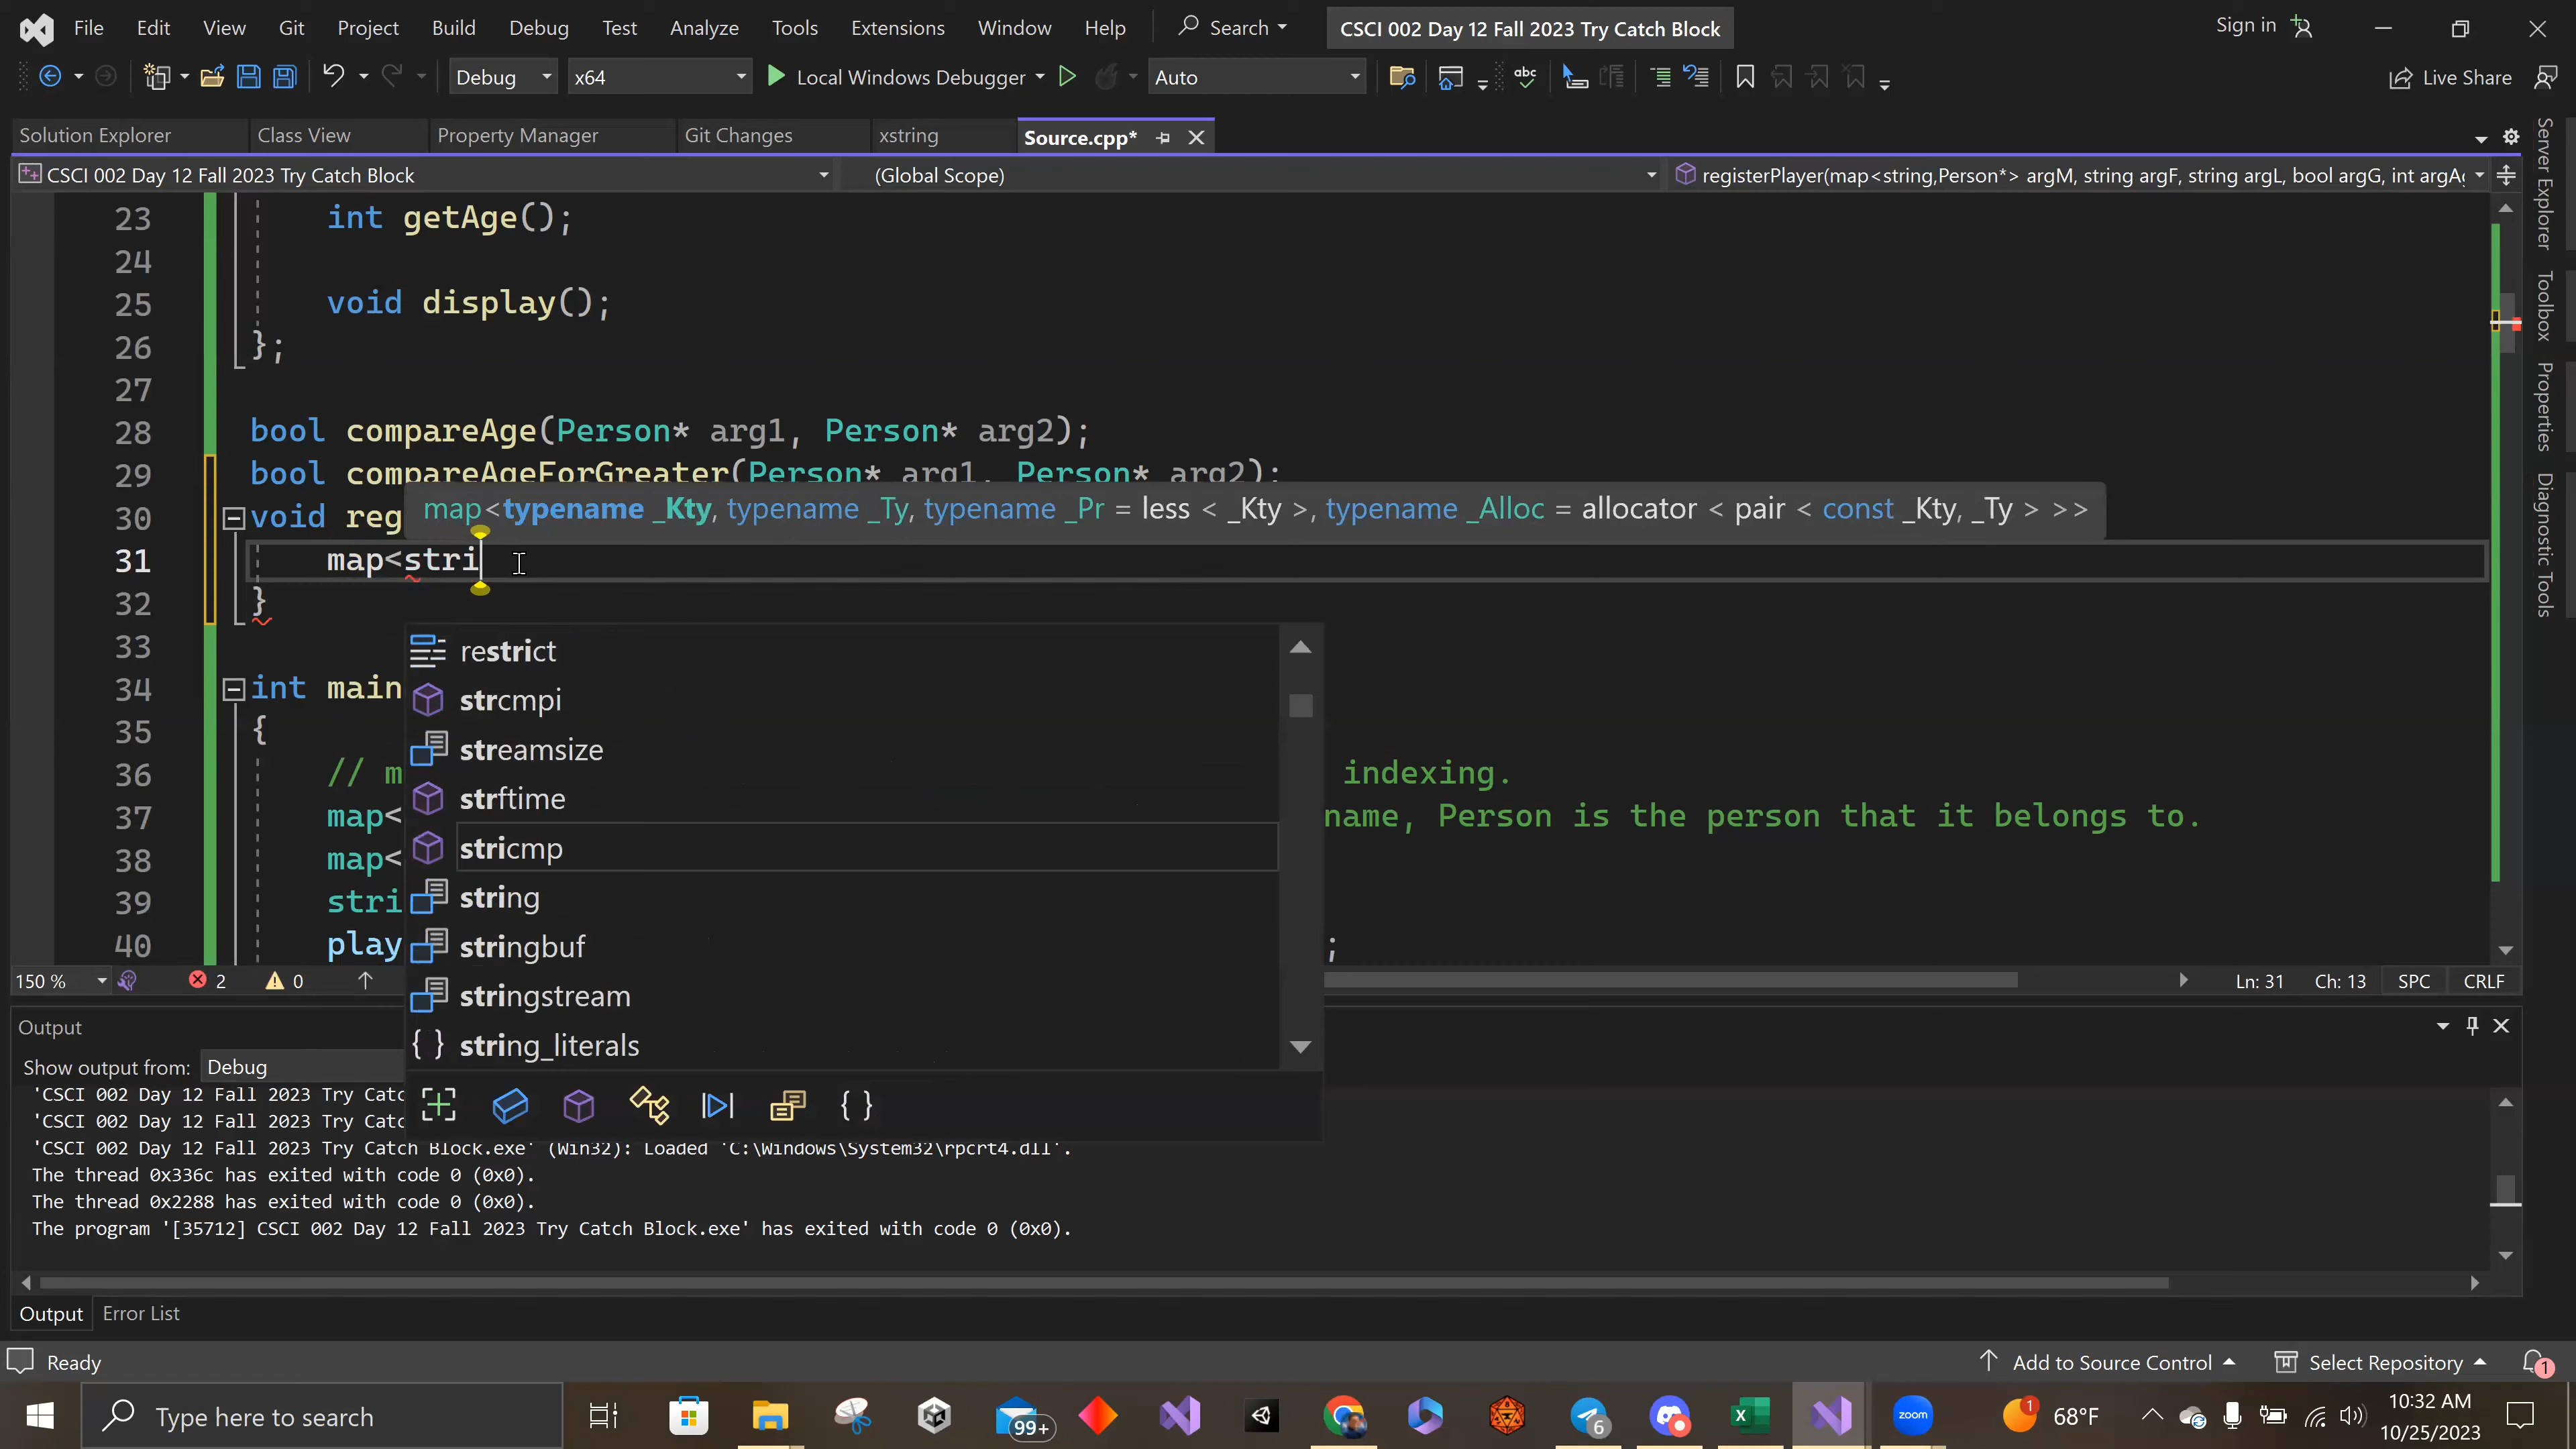 File Edit View Git Project Build Debug Test Analyze Tools Extensions Window Help Search CSCI 002 Day 12 Fall 2023 Try Catch Block Sign in
Debug x64 Local Windows Debugger Auto abc Live Share
Solution Explorer Class View Property Manager Git Changes xstring Source.cpp*
CSCI 002 Day 12 Fall 2023 Try Catch Block (Global Scope) registerPlayer(map<string,Person*> argM, string argF, string argL, bool argG, int argAg
23 int getAge();
24
25 void display();
26 };
27
28 bool compareAge(Person* arg1, Person* arg2);
29 bool compareAgeForGreater(Person* arg1, Person* arg2);
map<typename _Kty, typename _Ty, typename _Pr = less < _Kty >, typename _Alloc = allocator < pair < const _Kty, _Ty > >>
30 void reg
31 map<stri
32 }
33
34 int main
35 {
36 // m indexing.
37 map< name, Person is the person that it belongs to.
38 map<
39 stri
40 play ;
restrict
strcmpi
streamsize
strftime
stricmp
string
stringbuf
stringstream
string_literals
{ }
150 % 2 0 Ln: 31 Ch: 13 SPC CRLF
Output
Show output from: Debug
'CSCI 002 Day 12 Fall 2023 Try Catc
'CSCI 002 Day 12 Fall 2023 Try Catc
'CSCI 002 Day 12 Fall 2023 Try Catch Block.exe' (Win32): Loaded 'C:\Windows\System32\rpcrt4.dll'.
The thread 0x336c has exited with code 0 (0x0).
The thread 0x2288 has exited with code 0 (0x0).
The program '[35712] CSCI 002 Day 12 Fall 2023 Try Catch Block.exe' has exited with code 0 (0x0).
Output Error List
Ready Add to Source Control Select Repository 1
Type here to search 99+ 6 zoom 1 68°F 10:32 AM
10/25/2023
Server Explorer
Toolbox
Properties
Diagnostic Tools